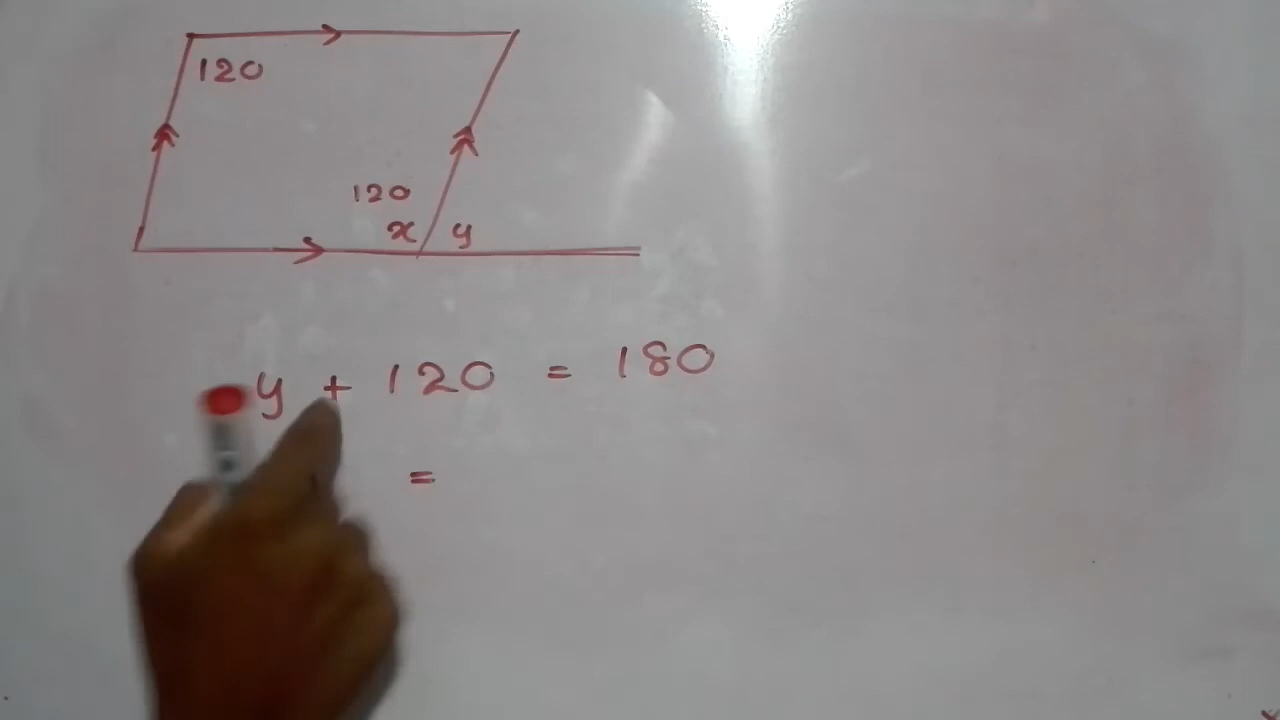 120
120
x y
y + 120 = 180
=